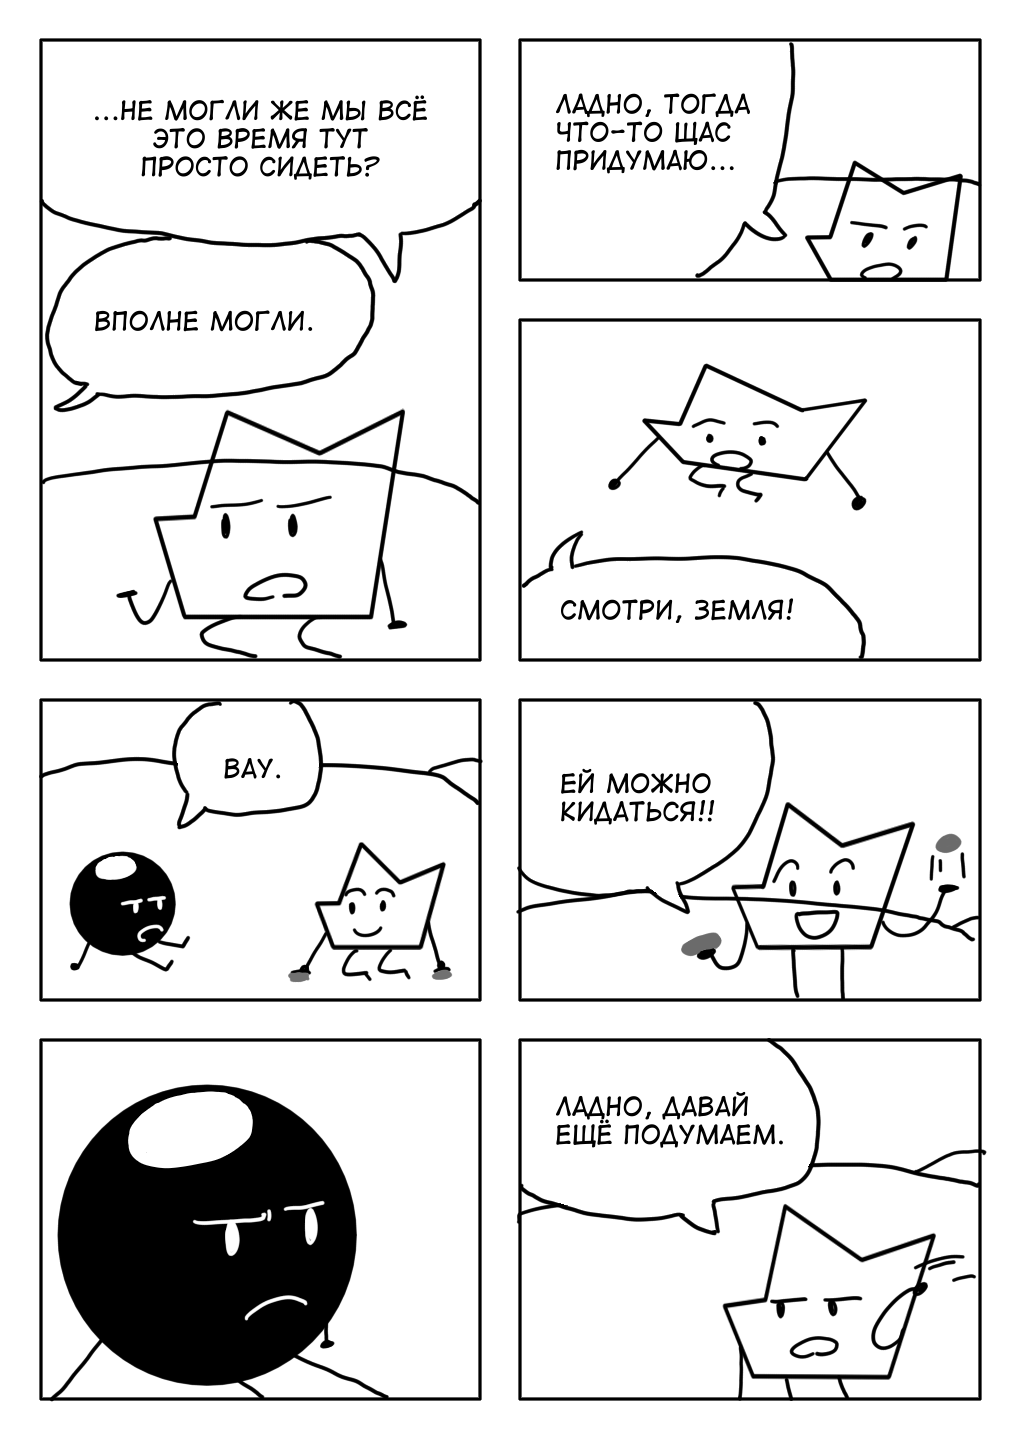 ...НЕ МОГЛИ ЖЕ МЫ ВСЁ
ЭТО ВРЕМЯ ТУТ
ПРОСТО СИДЕТЬ?
ВПОЛНЕ МОГЛИ.
ЛАДНО, ТОГДА
ЧТО-ТО ЩАС
ПРИДУМАЮ...
СМОТРИ, ЗЕМЛЯ!
ВАУ.
ЕЙ МОЖНО
КИДАТЬСЯ!!
ЛАДНО, ДАВАЙ
ЕЩЁ ПОДУМАЕМ.